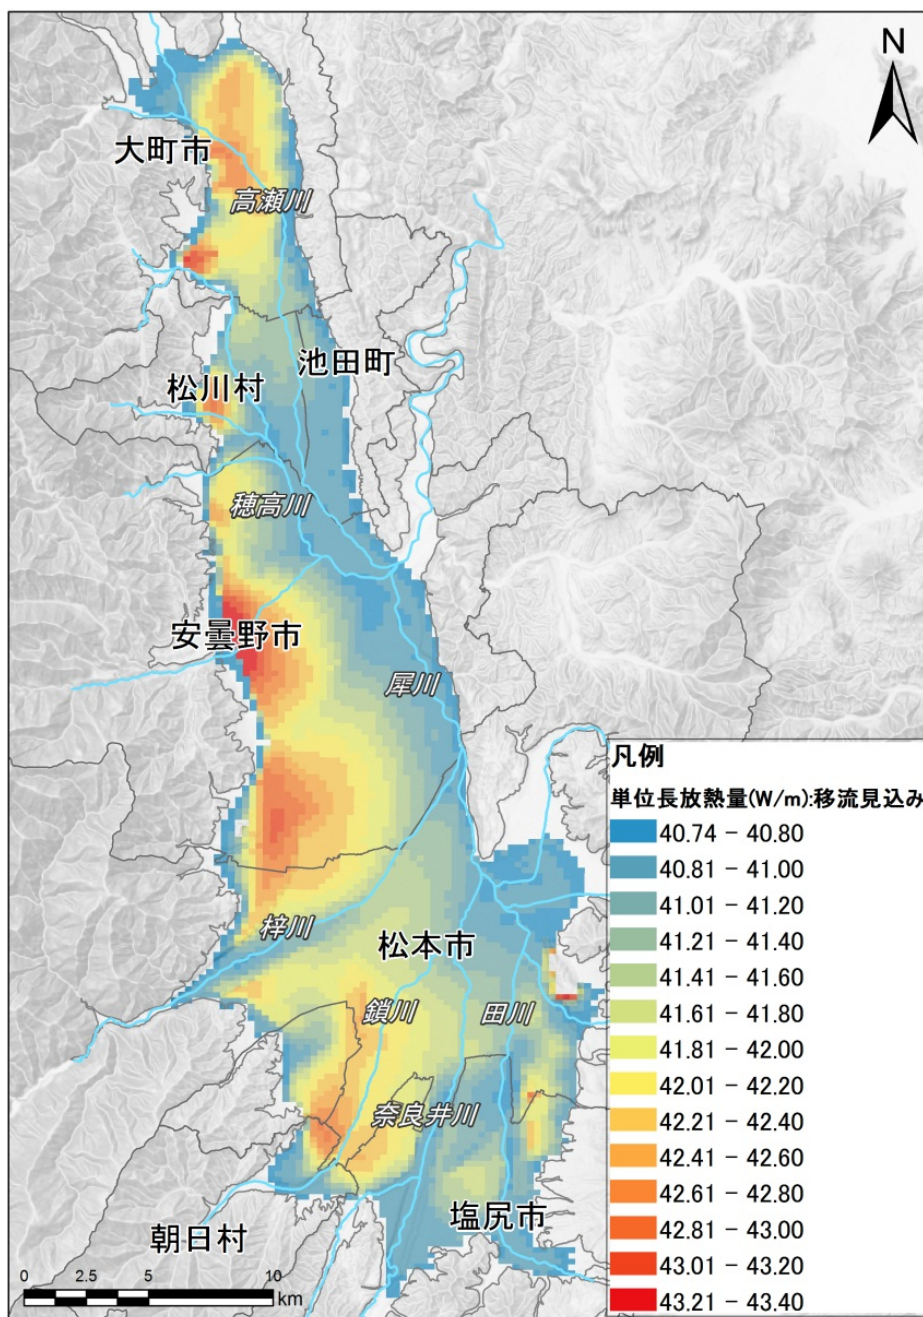 N
大町市
高瀬川
池田町
松川村
穂高川
安曇野市
犀川
凡例
単位長放熱量(W/m):移流見込み
40.74 − 40.80
40.81 − 41.00
41.01 − 41.20
41.21 − 41.40
41.41 − 41.60
41.61 − 41.80
41.81 − 42.00
42.01 − 42.20
42.21 − 42.40
42.41 − 42.60
42.61 − 42.80
42.81 − 43.00
43.01 − 43.20
43.21 − 43.40
梓川
松本市
鎖川
田川
奈良井川
塩尻市
朝日村
0 2.5 5 10
km